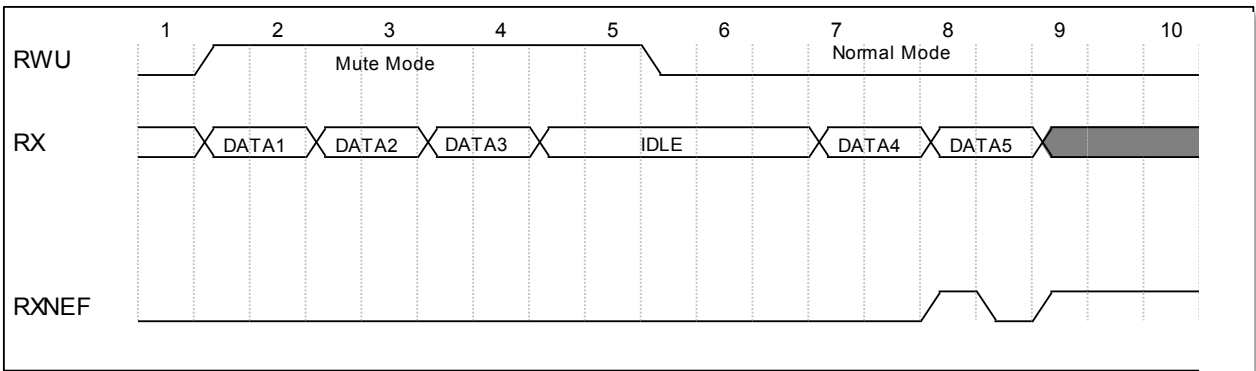 1 2 3 4 5 6 7 8 9 10
RWU Mute Mode Normal Mode
RX DATA1 DATA2 DATA3 IDLE DATA4 DATA5
RXNEF